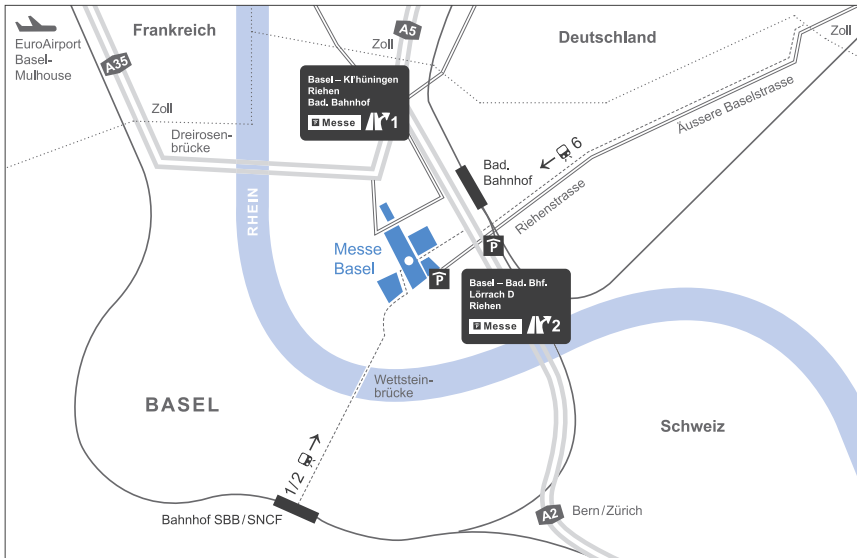 EuroAirport
Basel-
Mulhouse
Frankreich
A35
A5
Zoll
Deutschland
Zoll
Zoll
Basel – Kl'hüningen
Riehen
Bad. Bahnhof
P Messe 1
Dreirosen-
brücke
Äussere Baselstrasse
6
Bad.
Bahnhof
Riehenstrasse
RHEIN
Messe
Basel
P
P
Basel – Bad. Bhf.
Lörrach D
Riehen
P Messe 2
Wettstein-
brücke
BASEL
Schweiz
1/2
Bahnhof SBB/SNCF
A2
Bern/Zürich